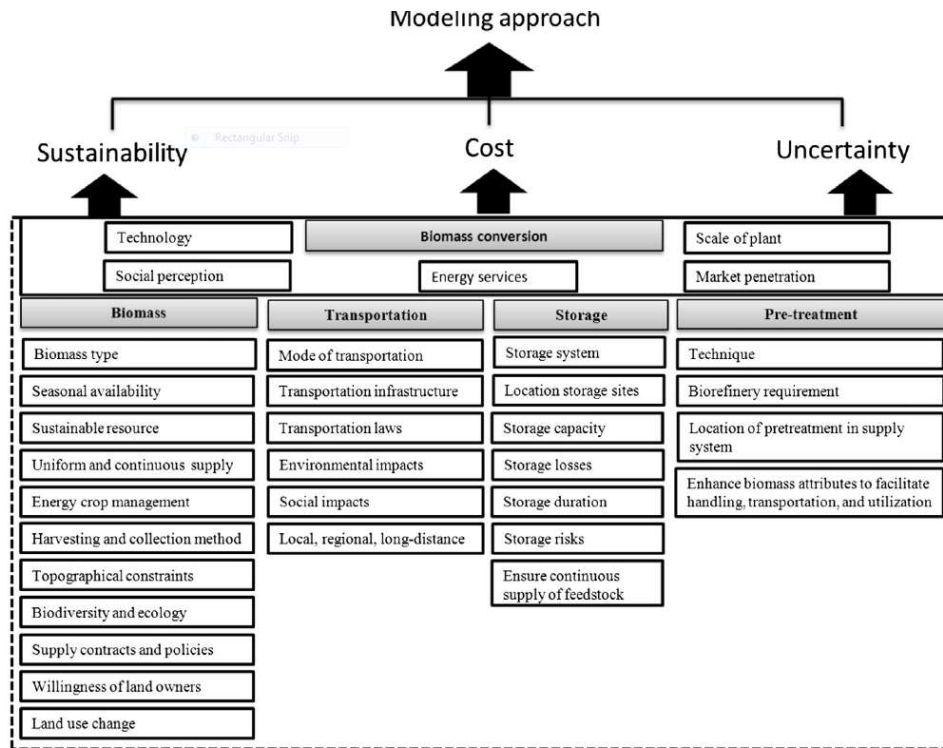 Modeling approach
Rectangular Snip
Sustainability
Cost
Uncertainty
Technology
Biomass conversion
Scale of plant
Social perception
Energy services
Market penetration
Biomass
Transportation
Storage
Pre-treatment
Biomass type
Seasonal availability
Sustainable resource
Uniform and continuous supply
Energy crop management
Harvesting and collection method
Topographical constraints
Biodiversity and ecology
Supply contracts and policies
Willingness of land owners
Land use change
Mode of transportation
Transportation infrastructure
Transportation laws
Environmental impacts
Social impacts
Local, regional, long-distance
Storage system
Location storage sites
Storage capacity
Storage losses
Storage duration
Storage risks
Ensure continuous
supply of feedstock
Technique
Biorefinery requirement
Location of pretreatment in supply
system
Enhance biomass attributes to facilitate
handling, transportation, and utilization